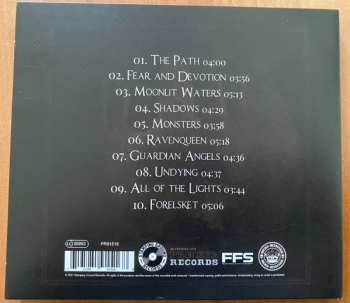 01. The Path 04:00
02. Fear and Devotion 03:56
03. Moonlit Waters 05:13
04. Shadows 04:29
05. Monsters 03:58
06. Ravenqueen 05:18
07. Guardian Angels 04:36
08. Undying 04:37
09. All of the Lights 03:44
10. Forelsket 05:06
RECORDS
FFS